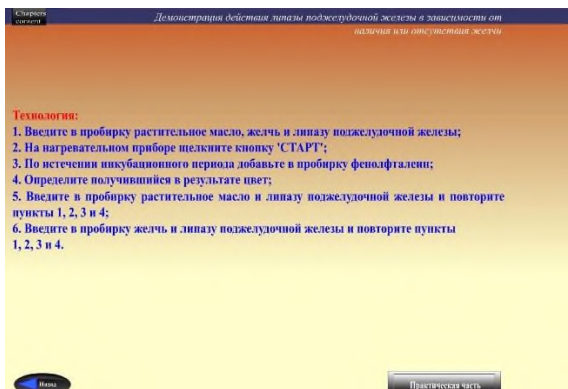 Chapters
content
Демонстрация действия липазы поджелудочной железы в зависимости от
наличия или отсутствия желчи
Технология:
1. Введите в пробирку растительное масло, желчь и липазу поджелудочной железы;
2. На нагревательном приборе щелкните кнопку 'СТАРТ';
3. По истечении инкубационного периода добавьте в пробирку фенолфталеин;
4. Определите получившийся в результате цвет;
5. Введите в пробирку растительное масло и липазу поджелудочной железы и повторите
пункты 1, 2, 3 и 4;
6. Введите в пробирку желчь и липазу поджелудочной железы и повторите пункты
1, 2, 3 и 4.
Назад
Практическая часть